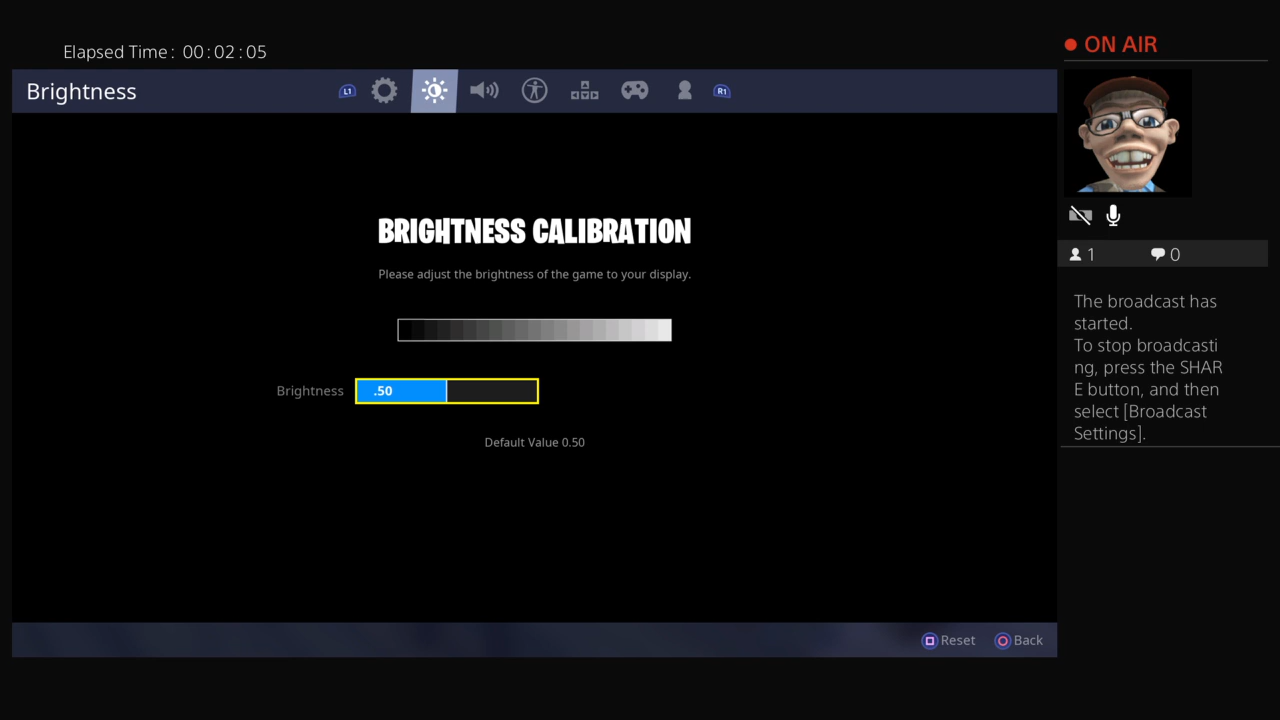 Elapsed Time: 00:02:05
ON AIR
Brightness
L1
R1
BRIGHTNESS CALIBRATION
Please adjust the brightness of the game to your display.
Brightness
.50
Default Value 0.50
Reset
Back
1
0
The broadcast has
started.
To stop broadcasti
ng, press the SHAR
E button, and then
select [Broadcast
Settings].